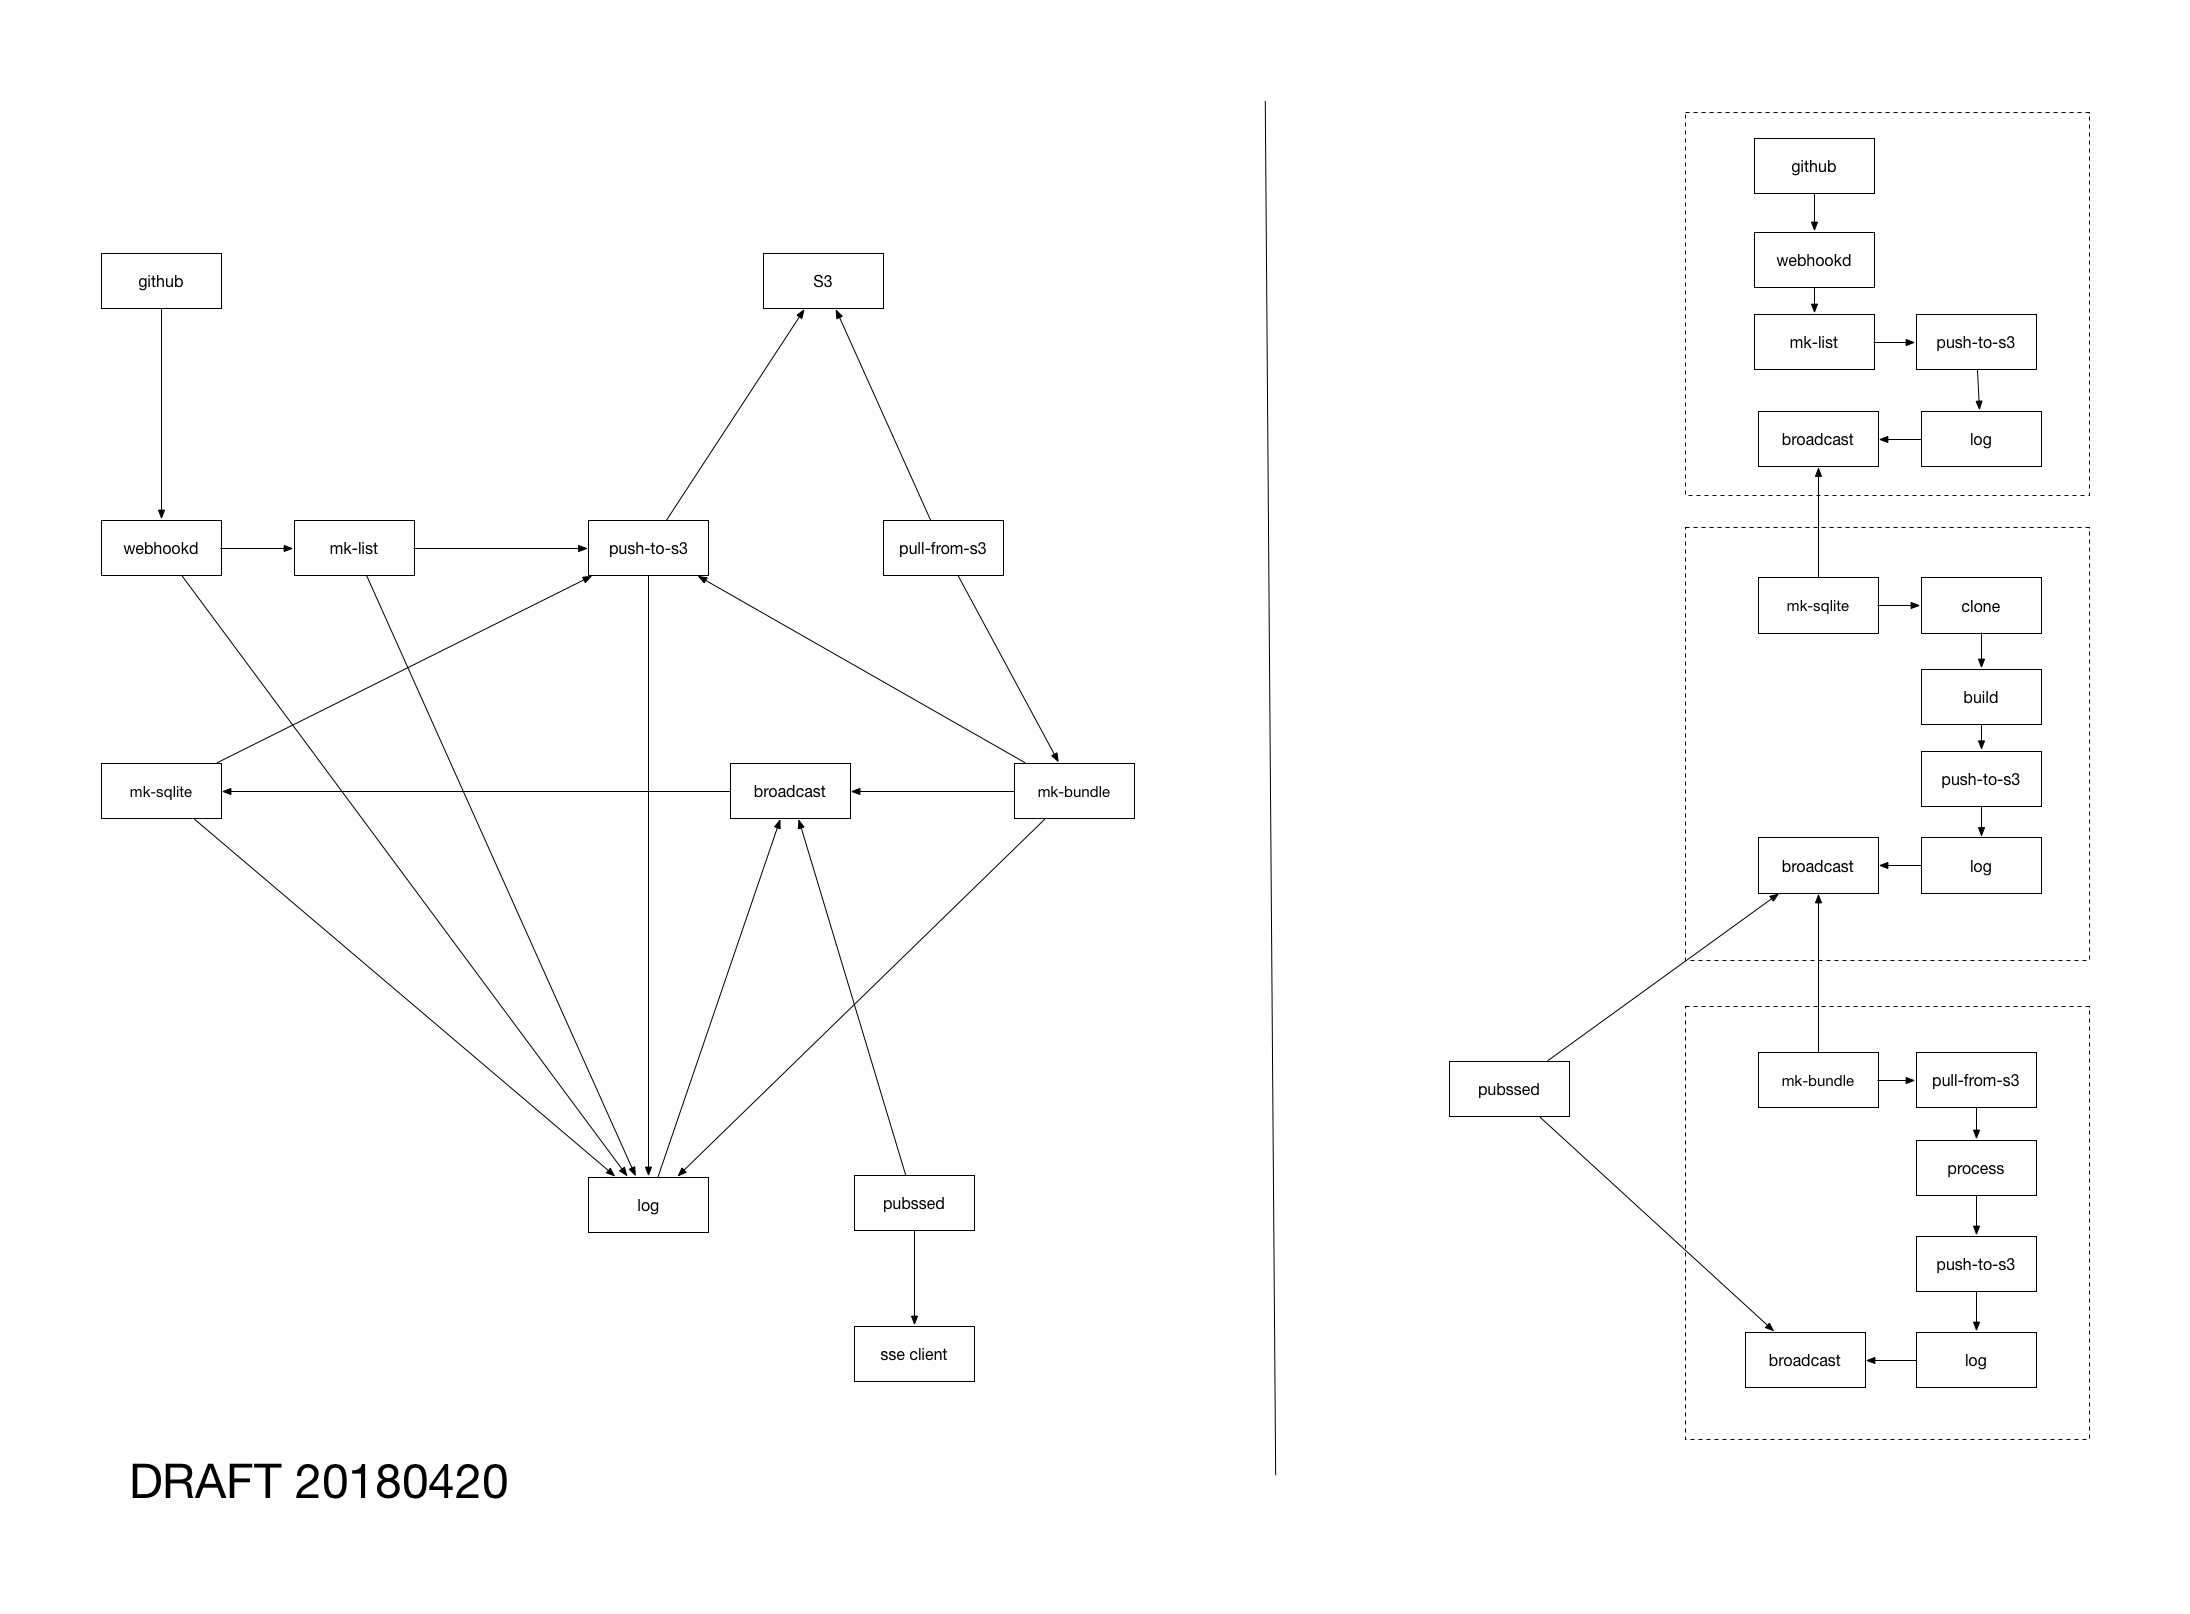 github
S3
webhookd
mk-list
push-to-s3
pull-from-s3
mk-sqlite
broadcast
mk-bundle
log
pubssed
sse client
DRAFT 20180420
github
webhookd
mk-list
push-to-s3
broadcast
log
mk-sqlite
clone
build
push-to-s3
broadcast
log
pubssed
mk-bundle
pull-from-s3
process
push-to-s3
broadcast
log